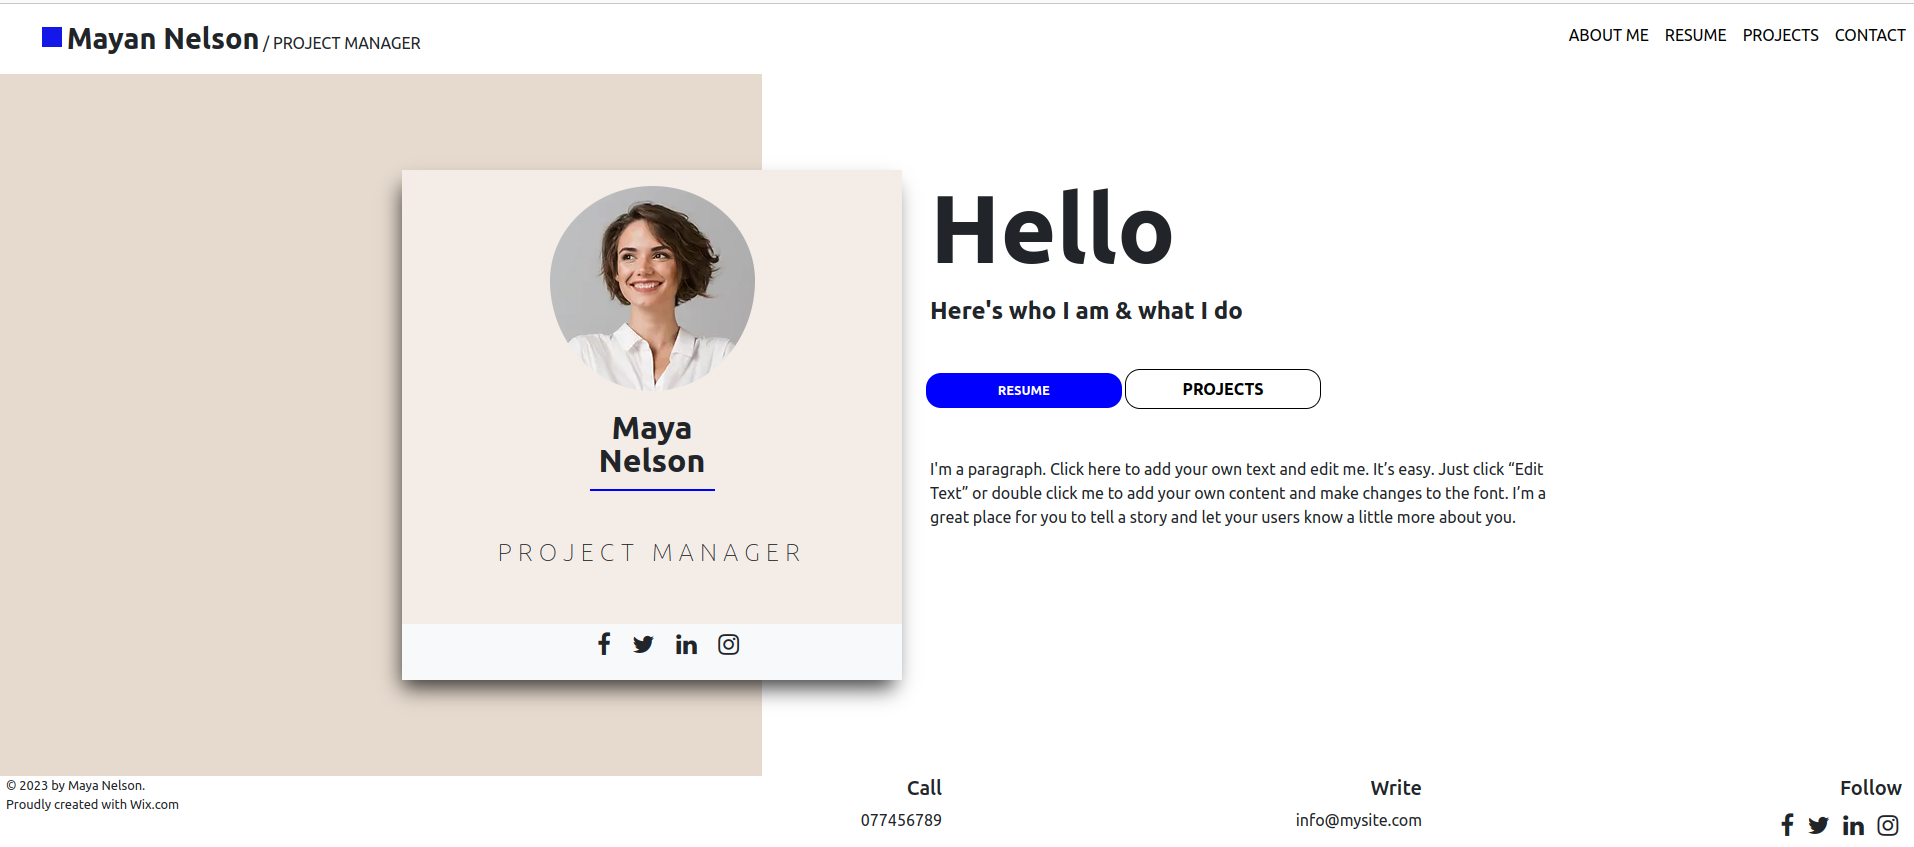 Mayan Nelson / PROJECT MANAGER
ABOUT ME RESUME PROJECTS CONTACT
Maya
Nelson
PROJECT MANAGER
Hello
Here's who I am & what I do
RESUME PROJECTS
I'm a paragraph. Click here to add your own text and edit me. It’s easy. Just click “Edit
Text” or double click me to add your own content and make changes to the font. I’m a
great place for you to tell a story and let your users know a little more about you.
© 2023 by Maya Nelson.
Proudly created with Wix.com
Call
077456789
Write
info@mysite.com
Follow